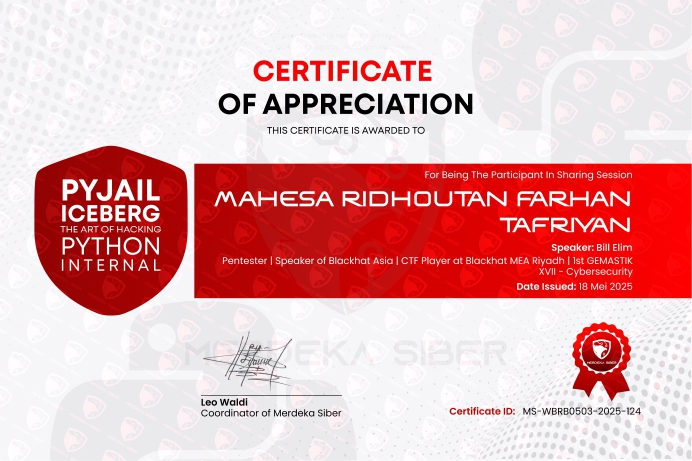 CERTIFICATE
OF APPRECIATION
THIS CERTIFICATE IS AWARDED TO
PYJAIL
ICEBERG
THE ART OF HACKING
PYTHON
INTERNAL
For Being The Participant In Sharing Session
MAHESA RIDHOUTAN FARHAN
TAFRIYAN
Speaker: Bill Elim
Pentester | Speaker of Blackhat Asia | CTF Player at Blackhat MEA Riyadh | 1st GEMASTIK
XVII - Cybersecurity
Date Issued: 18 Mei 2025
MERDEKA SIBER
Leo Waldi
Coordinator of Merdeka Siber
MERDEKA SIBER
Certificate ID: MS-WBRB0503-2025-124